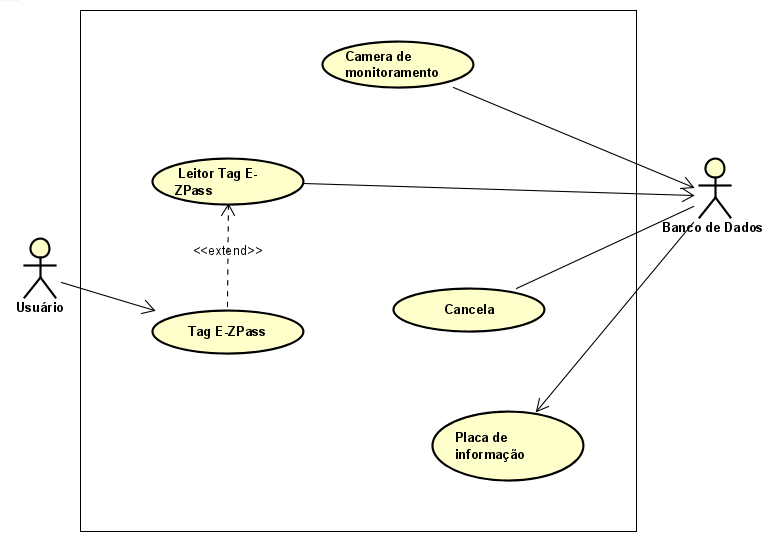 Camera de
monitoramento
Leitor Tag E-
ZPass
Banco de Dados
<<extend>>
Usuário
Cancela
Tag E-ZPass
Placa de
informação